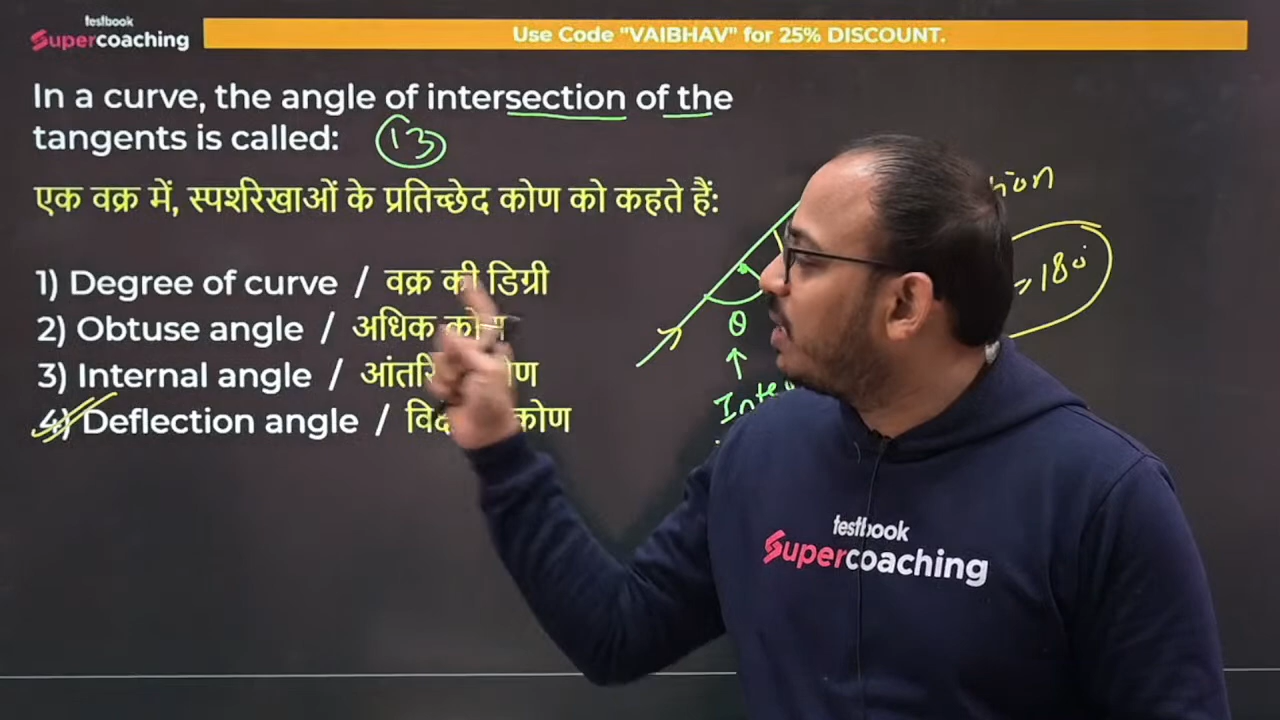 testbook
Supercoaching
Use Code "VAIBHAV" for 25% DISCOUNT.
In a curve, the angle of intersection of the
tangents is called: 13
एक वक्र में, स्पर्शरेखाओं के प्रतिच्छेद कोण को कहते हैं:
1) Degree of curve / वक्र की डिग्री
2) Obtuse angle / अधिक
3) Internal angle /
4) Deflection angle /
θ
= 180
testbook
Supercoaching